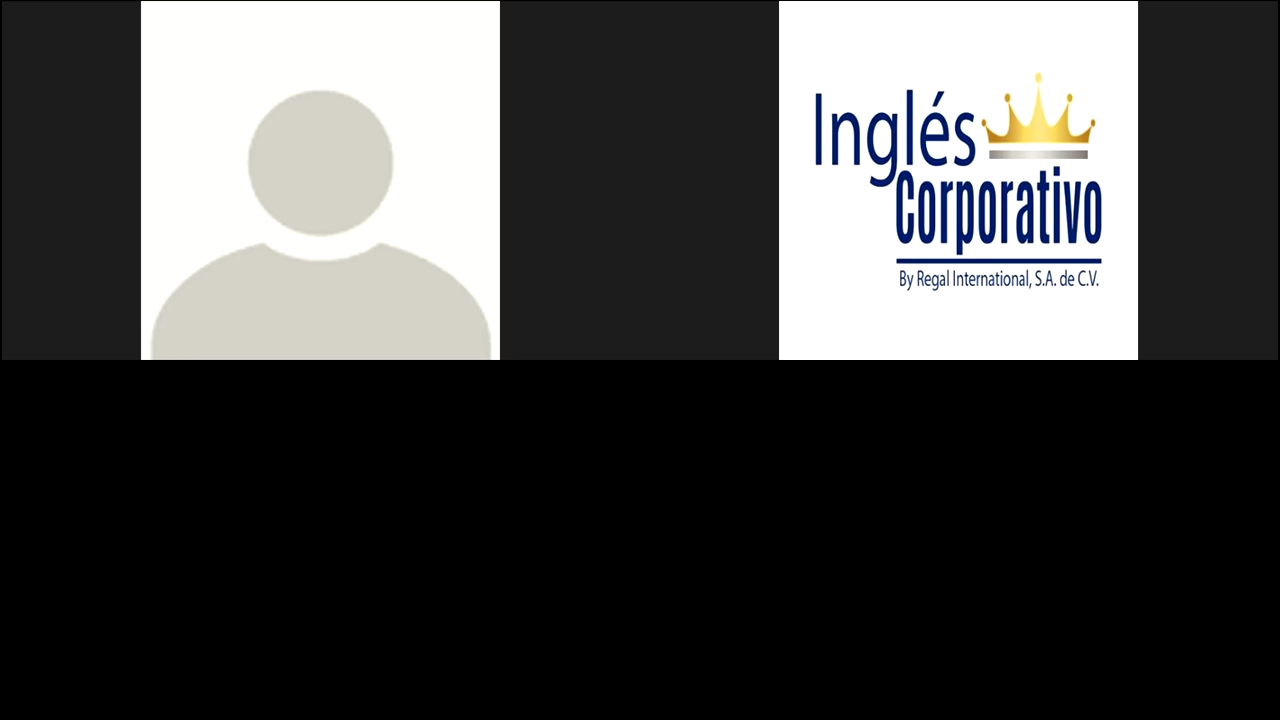 Inglés
Corporativo
By Regal International, S.A. de C.V.